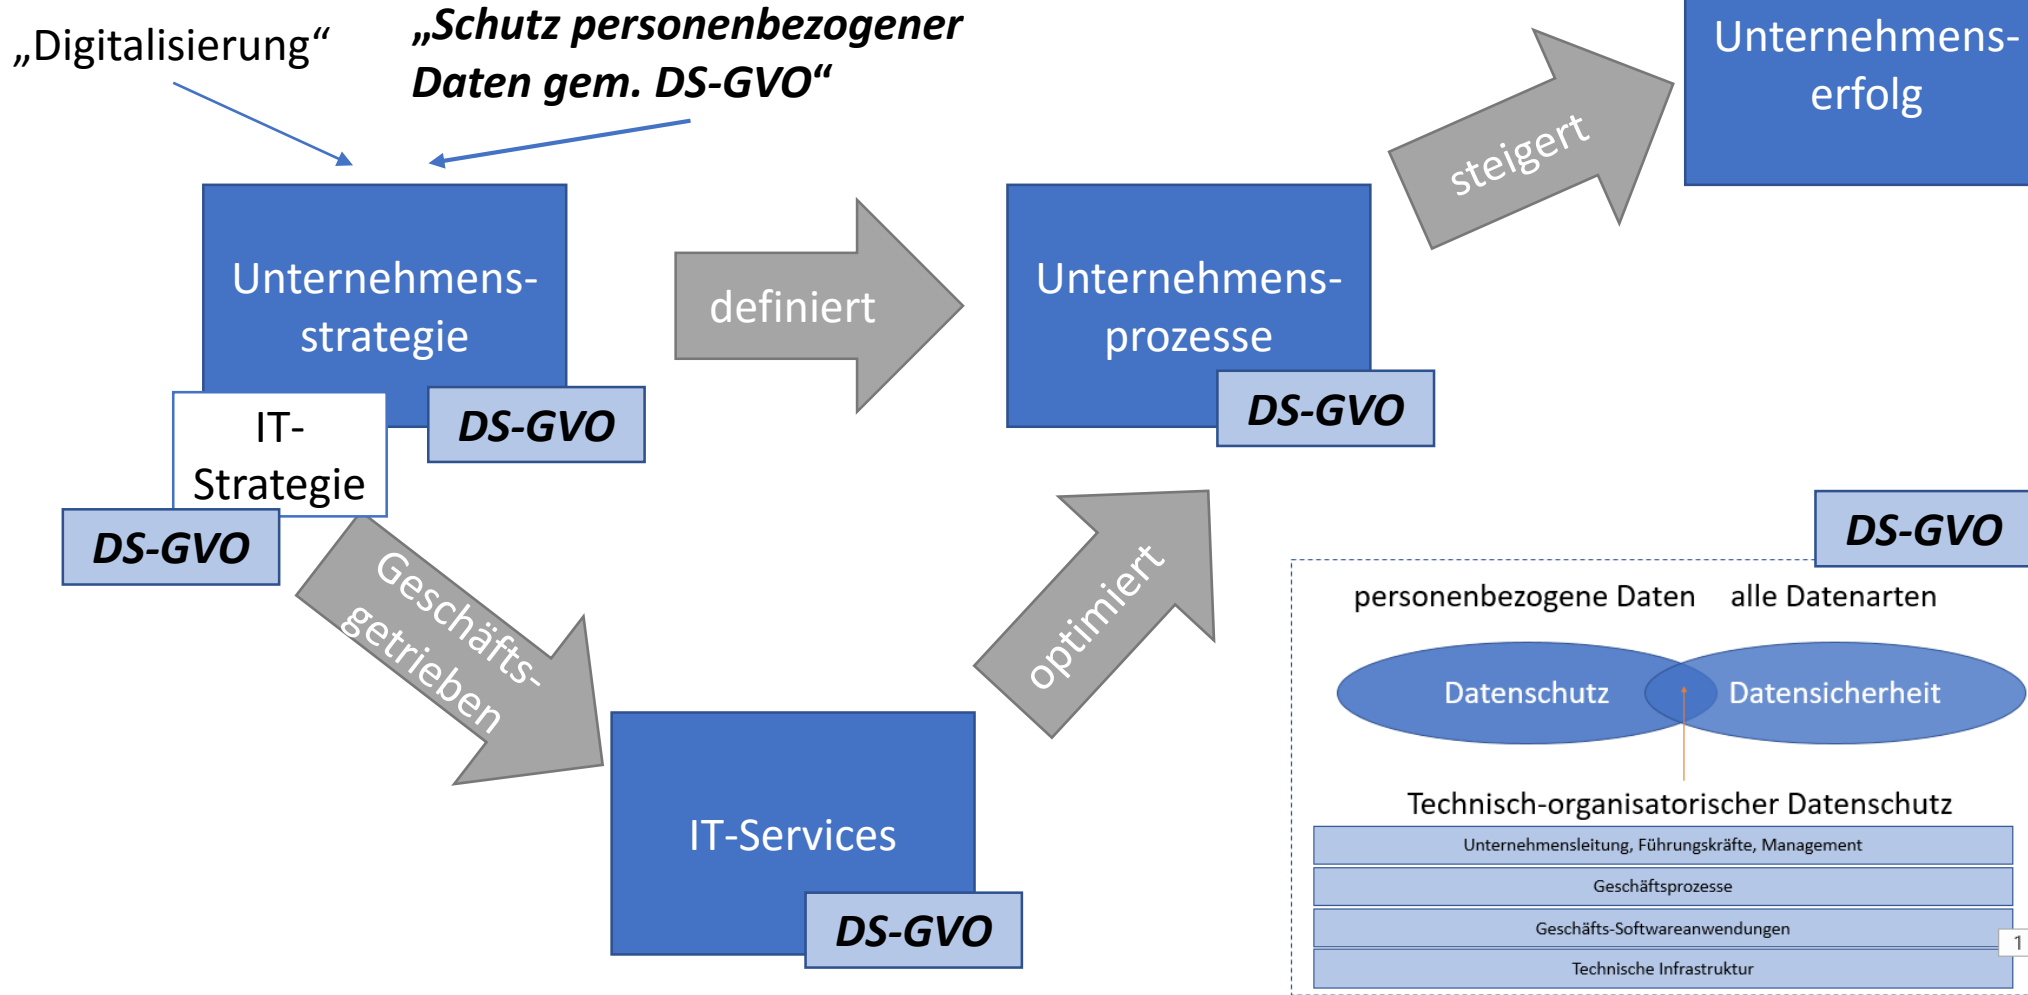 „Digitalisierung“
„Schutz personenbezogener
Daten gem. DS-GVO“
Unternehmens-
erfolg
steigert
Unternehmens-
strategie
definiert
Unternehmens-
prozesse
DS-GVO
DS-GVO
IT-
Strategie
DS-GVO
Geschäfts-
getrieben
optimiert
IT-Services
DS-GVO
DS-GVO
personenbezogene Daten
alle Datenarten
Datenschutz
Datensicherheit
Technisch-organisatorischer Datenschutz
Unternehmensleitung, Führungskräfte, Management
Geschäftsprozesse
Geschäfts-Softwareanwendungen
Technische Infrastruktur
1